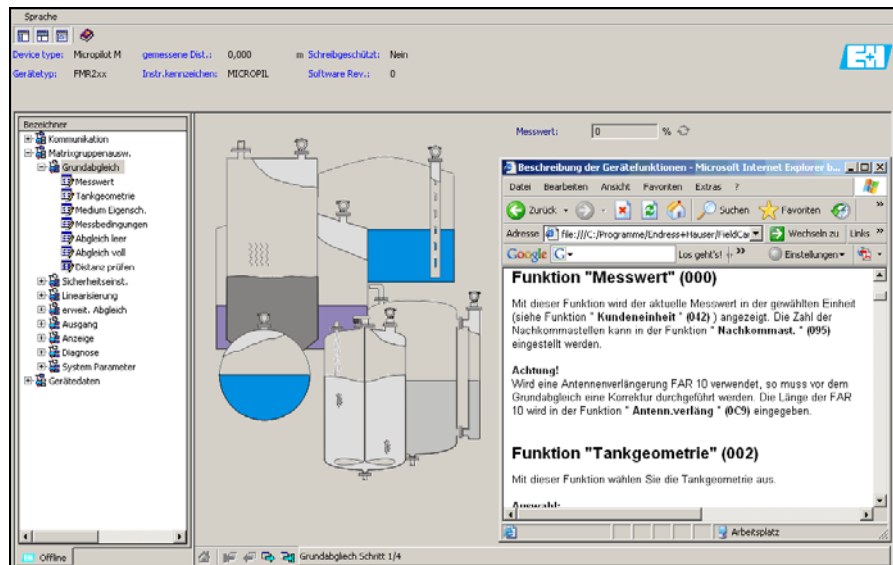 Sprache
Device type: Micropilot M gemessene Dist.: 0,000 m Schreibgeschützt: Nein
Gerätetyp: FMR2xx Instr.kennzeichen: MICROPIL Software Rev.: 0
E+H
Bezeichner
Kommunikation
Matrixgruppenausw.
Grundabgleich
Messwert
Tankgeometrie
Medium Eigensch.
Messbedingungen
Abgleich leer
Abgleich voll
Distanz prüfen
Sicherheitseinst.
Linearisierung
erweit. Abgleich
Ausgang
Anzeige
Diagnose
System Parameter
Gerätedaten
Messwert: 0 %
Beschreibung der Gerätefunktionen - Microsoft Internet Explorer b...
Datei Bearbeiten Ansicht Favoriten Extras ?
Zurück Suchen Favoriten »
Adresse file:///C:/Programme/Endress+Hauser/FieldCar Wechseln zu Links »
Google G Los geht's! » Einstellungen
Funktion "Messwert" (000)
Mit dieser Funktion wird der aktuelle Messwert in der gewählten Einheit
(siehe Funktion " Kundeneinheit " (042) ) angezeigt. Die Zahl der
Nachkommastellen kann in der Funktion " Nachkommast. " (095)
eingestellt werden.
Achtung!
Wird eine Antennenverlängerung FAR 10 verwendet, so muss vor dem
Grundabgleich eine Korrektur durchgeführt werden. Die Länge der FAR
10 wird in der Funktion " Antenn.verläng " (0C9) eingegeben.
Funktion "Tankgeometrie" (002)
Mit dieser Funktion wählen Sie die Tankgeometrie aus.
Auswahl:
Arbeitsplatz
Offline
Grundabgleich Schritt 1/4